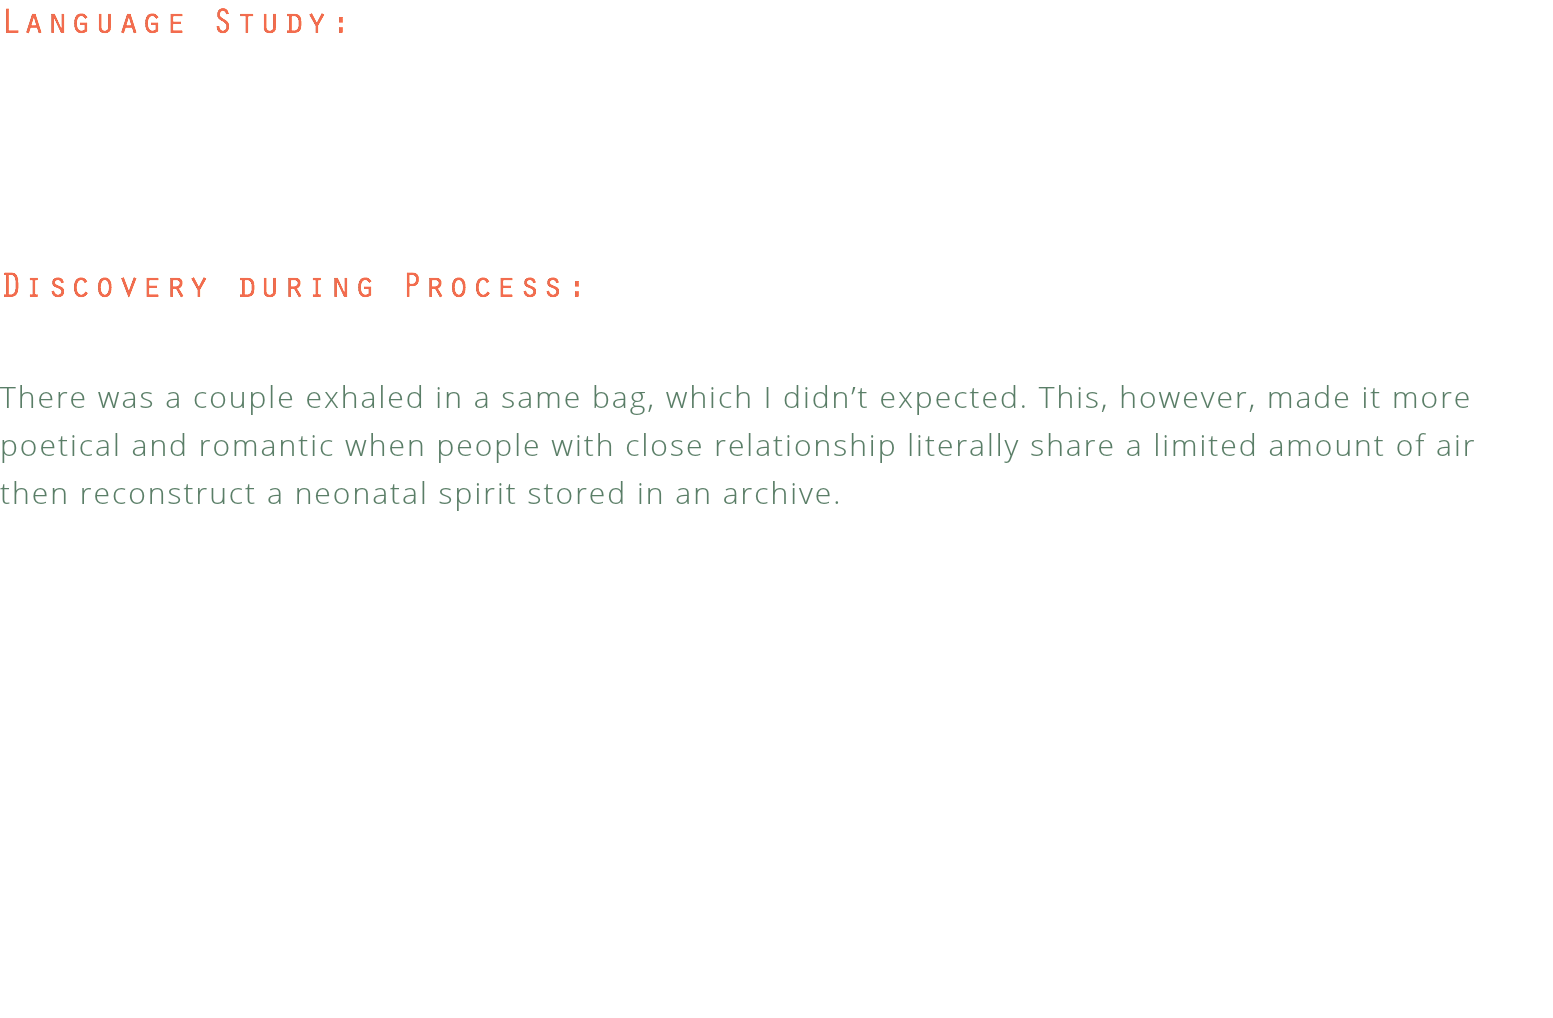 Language Study:
Discovery during Process:
There was a couple exhaled in a same bag, which I didn’t expected. This, however, made it more
poetical and romantic when people with close relationship literally share a limited amount of air
then reconstruct a neonatal spirit stored in an archive.